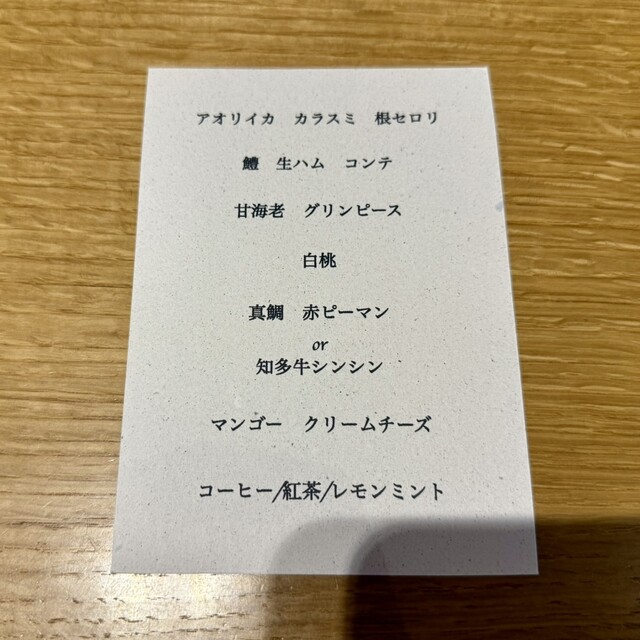 アオリイカ　カラスミ　根セロリ
鱧　生ハム　コンテ
甘海老　グリンピース
白桃
真鯛　赤ピーマン
or
知多牛シンシン
マンゴー　クリームチーズ
コーヒー/紅茶/レモンミント